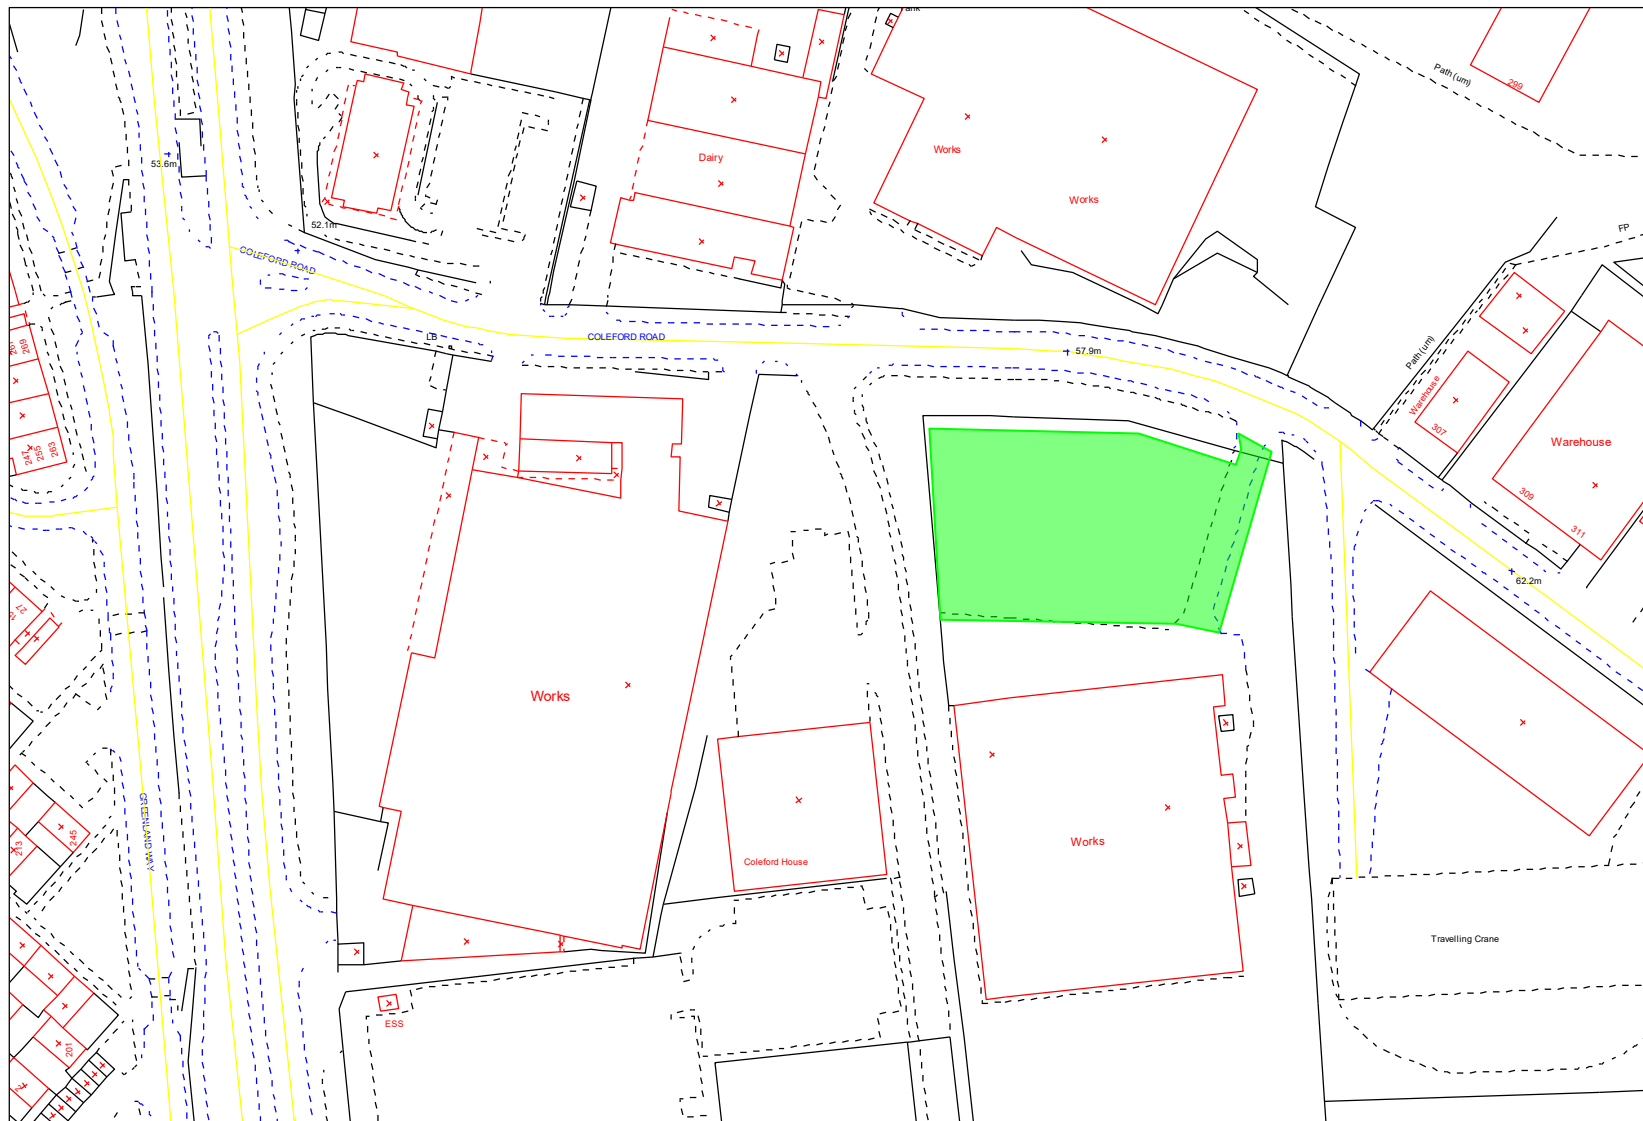 Path (um)
299
Works
Dairy
53.6m
Works
52.1m
FP
COLEFORD ROAD
LB
COLEFORD ROAD
57.9m
Path (um)
269
Warehouse
307
Warehouse
263
255
247
309
311
62.2m
27
Works
245
213
GREENLAND WAY
Works
Coleford House
Travelling Crane
ESS
201